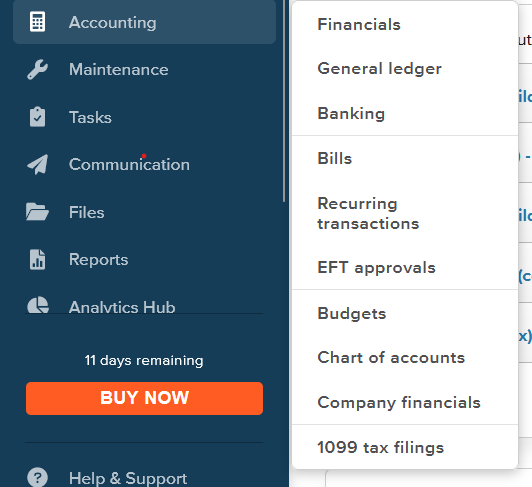 Accounting
Maintenance
Tasks
Communication
Files
Reports
Analytics Hub
11 days remaining
BUY NOW
Help & Support
Financials
General ledger
Banking
Bills
Recurring
transactions
EFT approvals
Budgets
Chart of accounts
Company financials
1099 tax filings